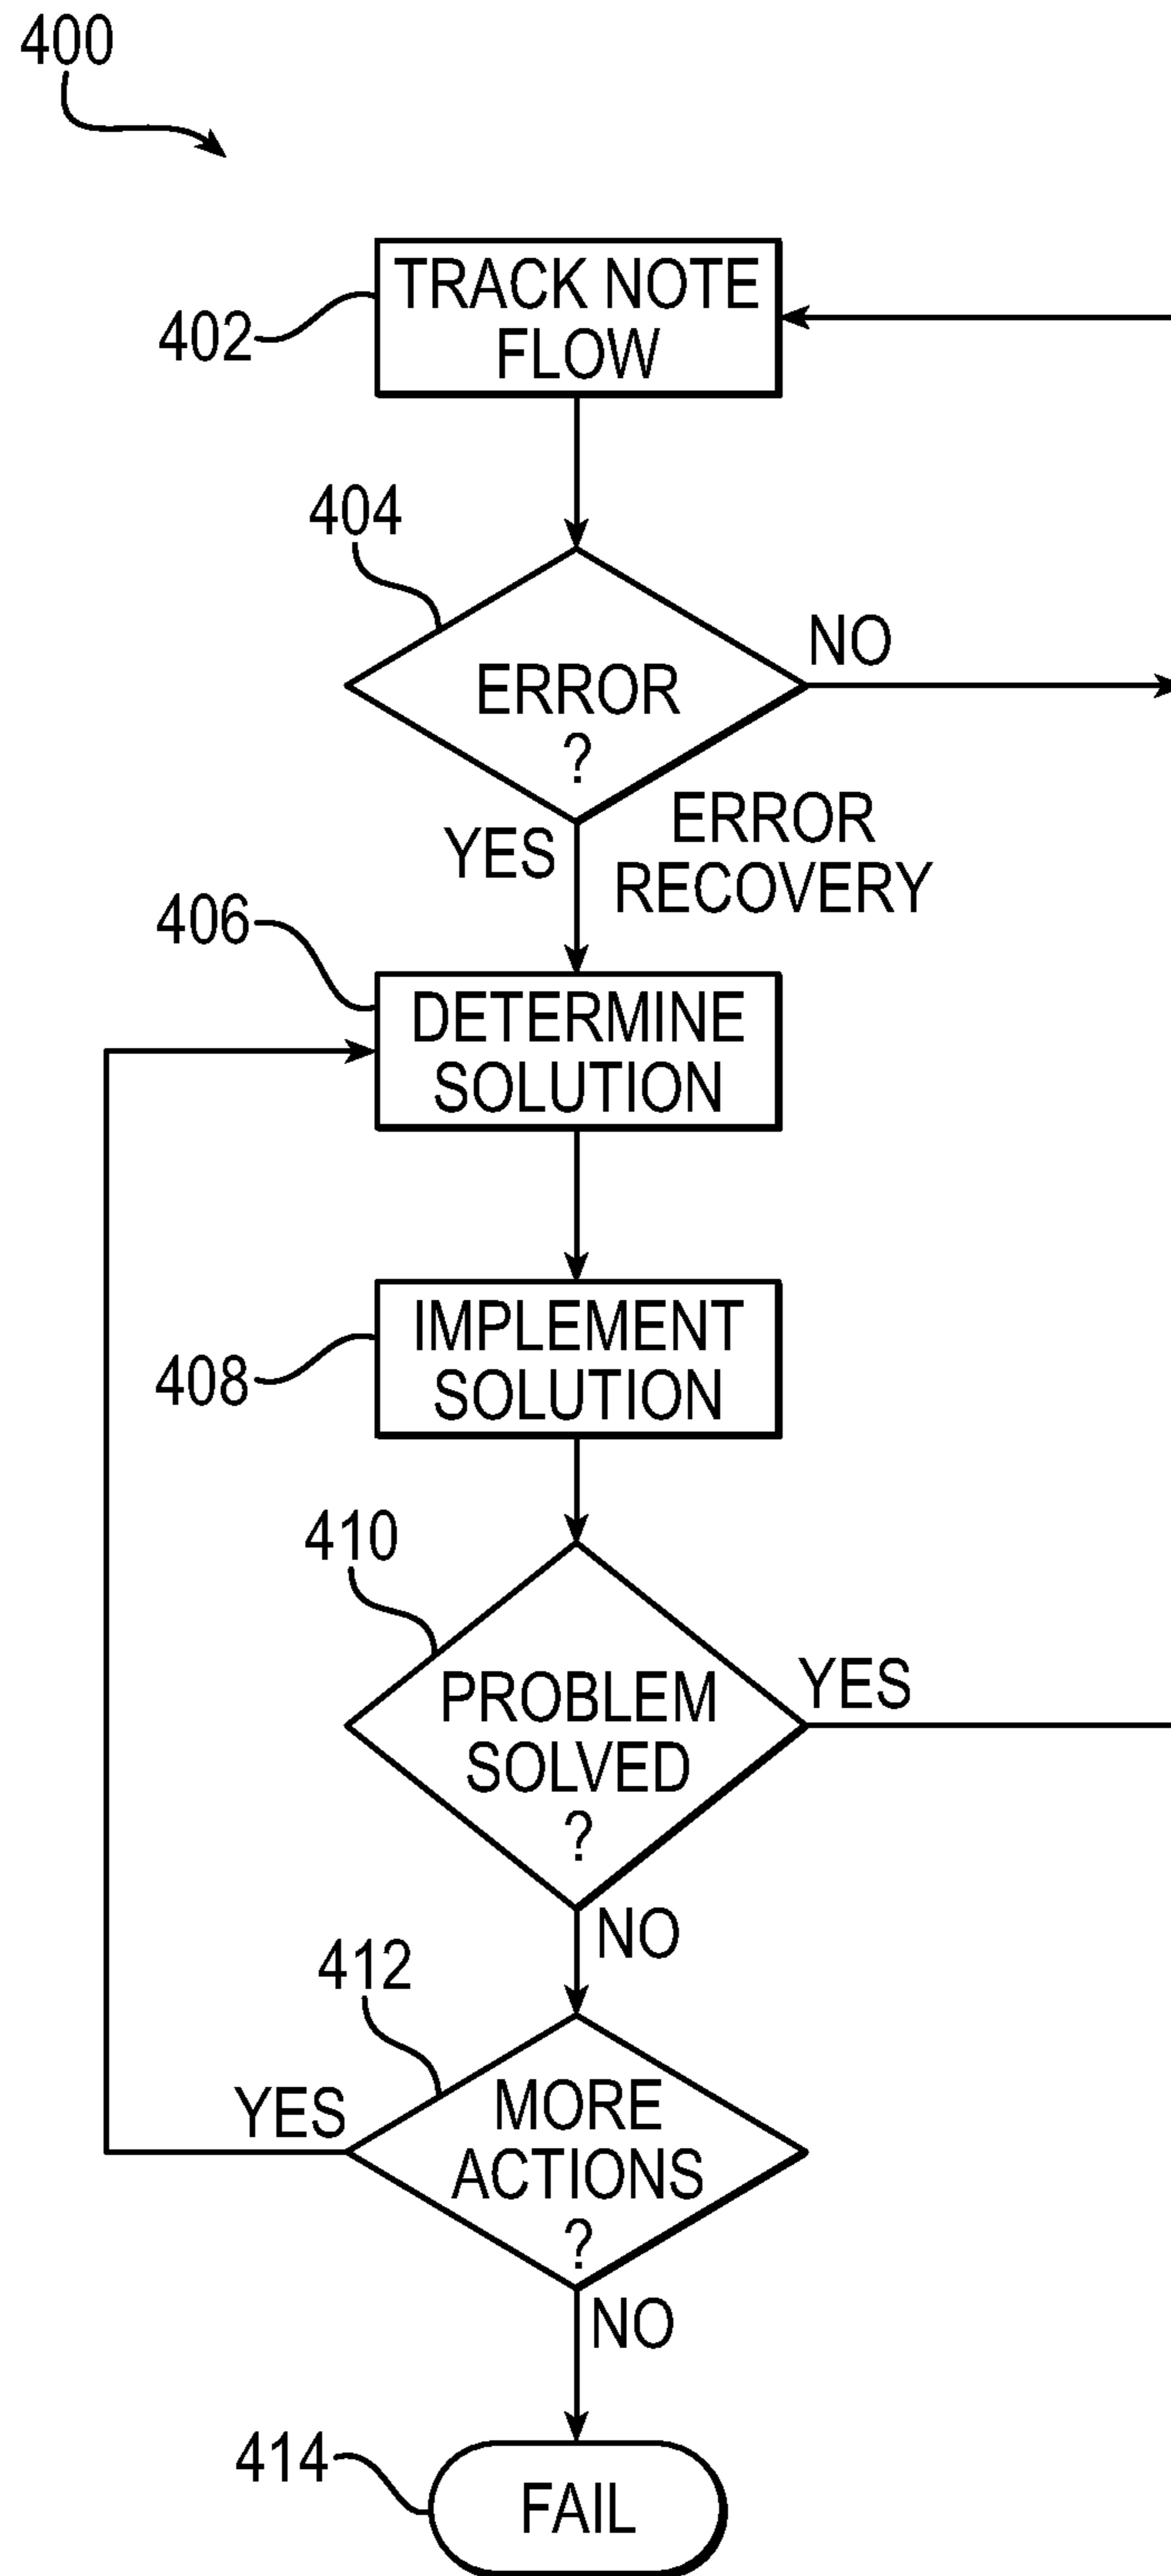 400
TRACK NOTE
FLOW
402
404
NO
ERROR
?
YES
ERROR
RECOVERY
406
DETERMINE
SOLUTION
IMPLEMENT
SOLUTION
408
410
YES
PROBLEM
SOLVED
?
NO
412
YES
MORE
ACTIONS
?
NO
414
FAIL